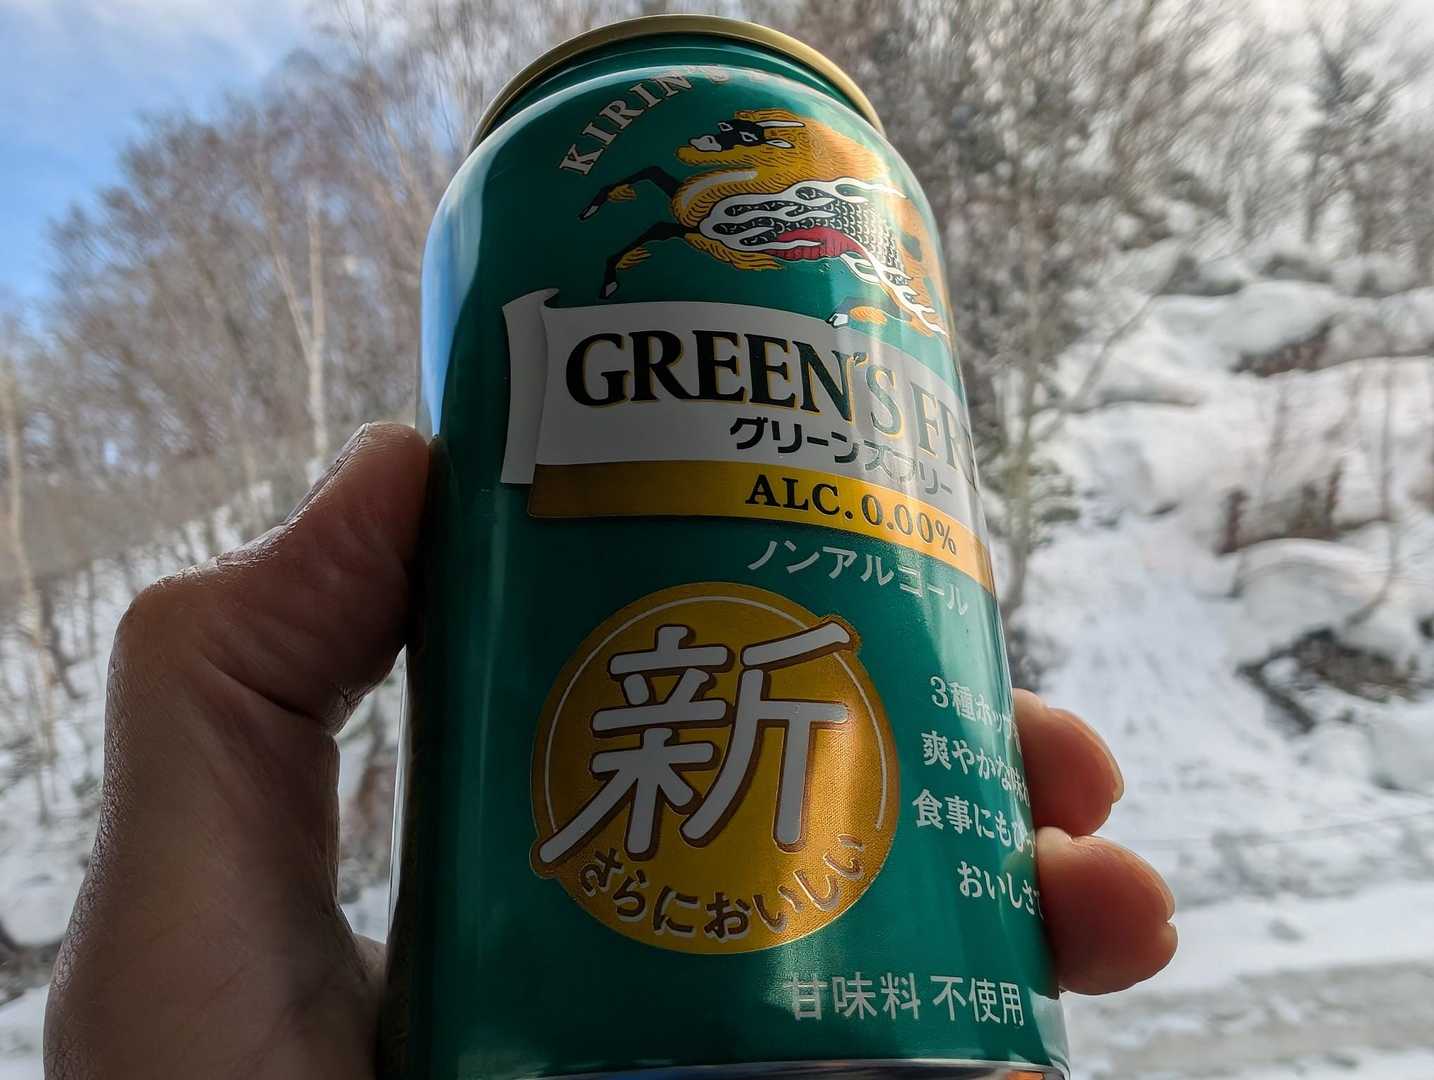 KIRIN'S
GREEN'S FR
グリーンズフリー
ALC. 0.00%
ノンアルコール
新
さらにおいしい
3種ホップ
爽やかな味わ
食事にもぴっ
おいしさ
甘味料 不使用